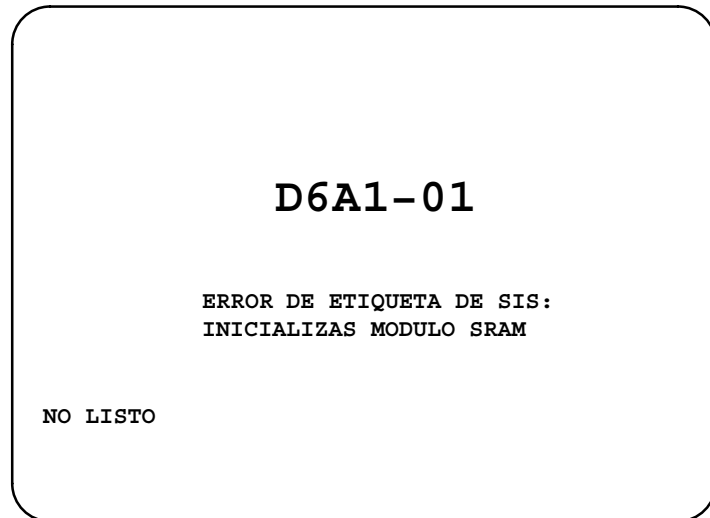 D6A1-01
ERROR DE ETIQUETA DE SIS:
INICIALIZAS MODULO SRAM
NO LISTO